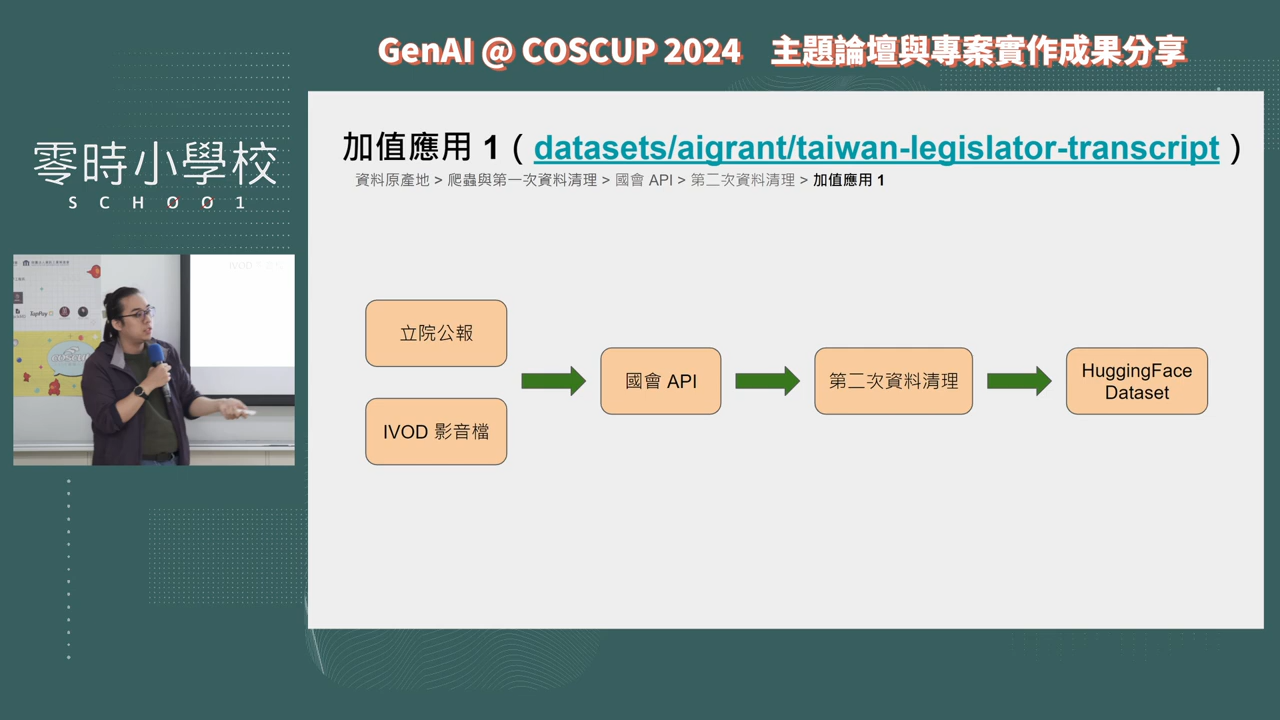 GenAI @ COSCUP 2024 主題論壇與專案實作成果分享
零時小學校
SCHOO1
加值應用 1（datasets/aigrant/taiwan-legislator-transcript）
資料原產地 > 爬蟲與第一次資料清理 > 國會 API > 第二次資料清理 > 加值應用 1
立院公報
IVOD 影音檔
國會 API
第二次資料清理
HuggingFace
Dataset
TapPay
COSCUP